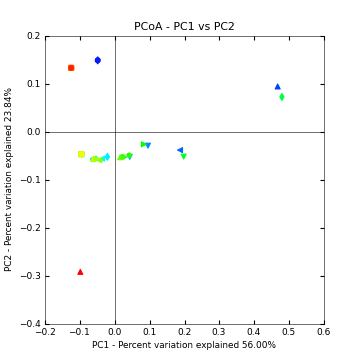 PCoA - PC1 vs PC2
0.2
0.1
0.0
−0.1
−0.2
−0.3
−0.4
PC2 - Percent variation explained 23.84%
−0.2 −0.1 0.0 0.1 0.2 0.3 0.4 0.5 0.6
PC1 - Percent variation explained 56.00%